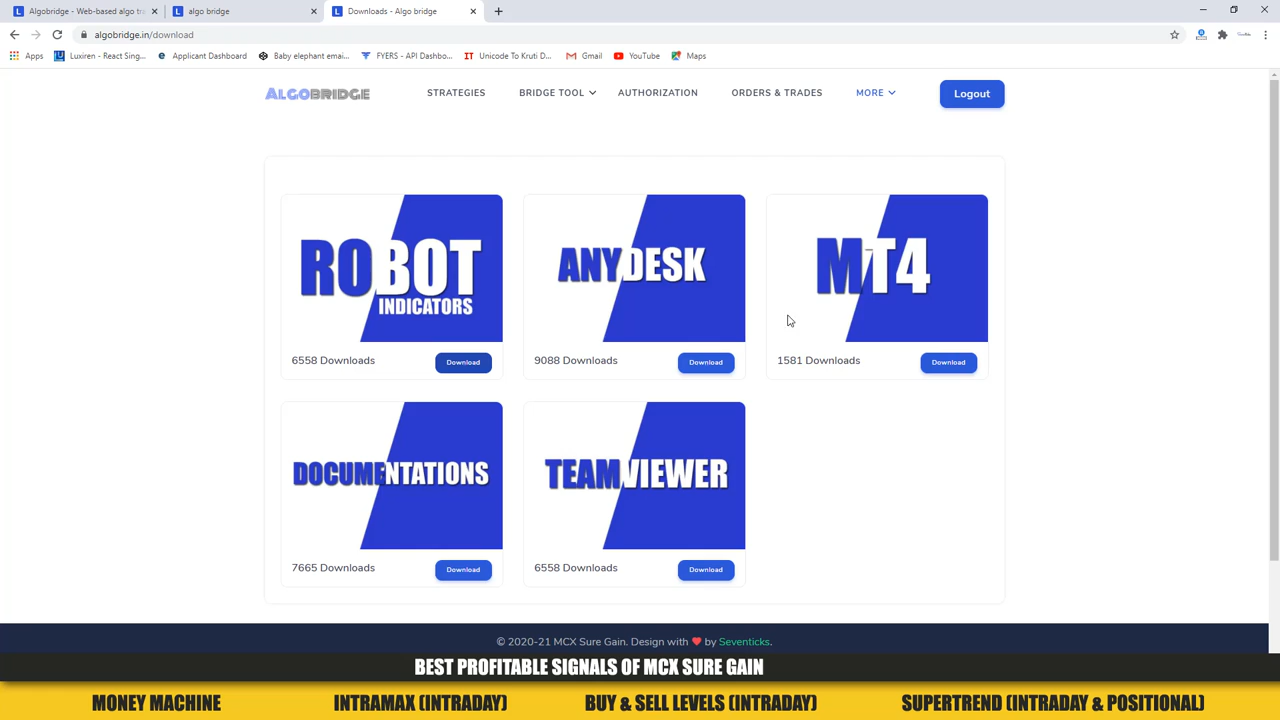 Algobridge - Web-based algo tra
algo bridge
Downloads - Algo bridge
algobridge.in/download
Apps
Luxiren - React Sing...
Applicant Dashboard
Baby elephant emai...
FYERS - API Dashbo...
Unicode To Kruti D...
Gmail
YouTube
Maps
ALGOBRIDGE
STRATEGIES
BRIDGE TOOL
AUTHORIZATION
ORDERS & TRADES
MORE
Logout
ROBOT
INDICATORS
6558 Downloads
Download
ANYDESK
9088 Downloads
Download
MT4
1581 Downloads
Download
DOCUMENTATIONS
7665 Downloads
Download
TEAMVIEWER
6558 Downloads
Download
© 2020-21 MCX Sure Gain. Design with ❤ by Seventicks.
BEST PROFITABLE SIGNALS OF MCX SURE GAIN
MONEY MACHINE
INTRAMAX (INTRADAY)
BUY & SELL LEVELS (INTRADAY)
SUPERTREND (INTRADAY & POSITIONAL)